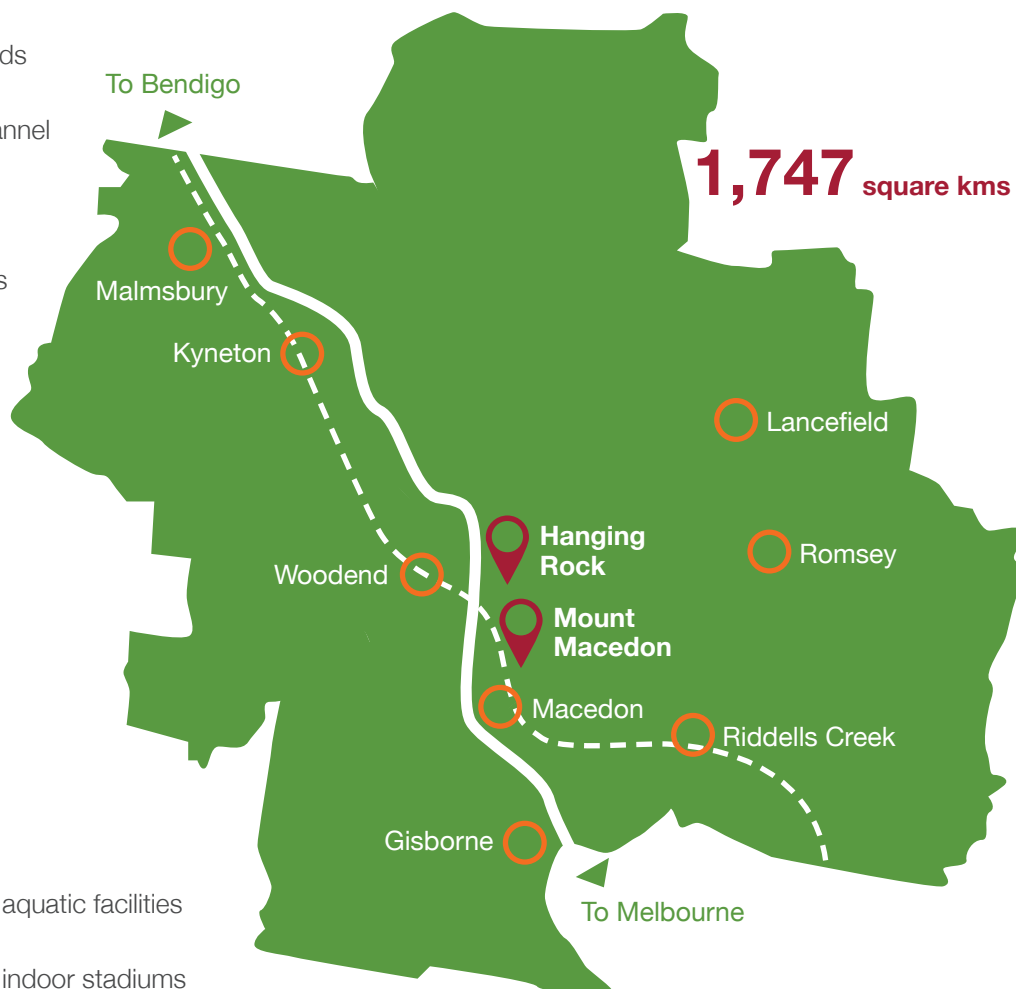 ds
To Bendigo
annel
1,747 square kms
s
Malmsbury
Kyneton
Lancefield
Hanging
Rock
Romsey
Woodend
Mount
Macedon
Macedon
Riddells Creek
Gisborne
aquatic facilities
To Melbourne
indoor stadiums